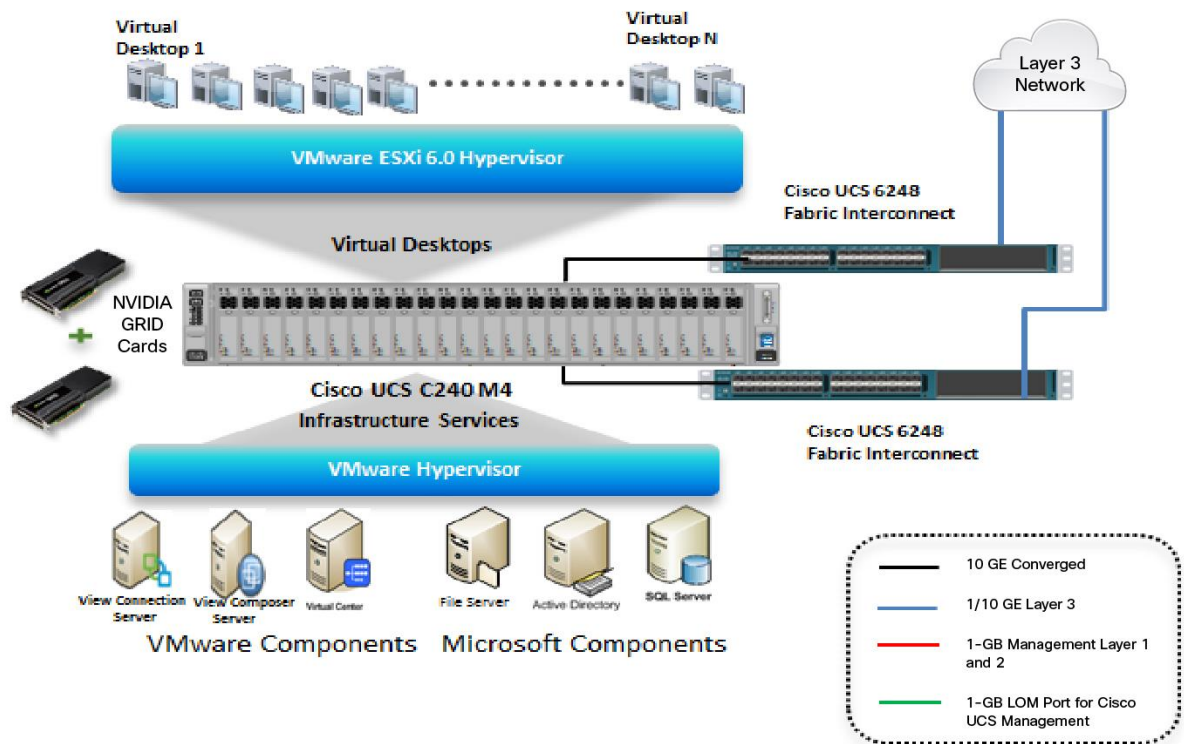 Virtual
Desktop 1
Virtual
Desktop N
Layer 3
Network
VMware ESXi 6.0 Hypervisor
Cisco UCS 6248
Fabric Interconnect
Virtual Desktops
NVIDIA
GRID
Cards
Cisco UCS C240 M4
Infrastructure Services
Cisco UCS 6248
Fabric Interconnect
VMware Hypervisor
View Connection
Server
View Composer
Server
Virtual Center
File Server
Active Directory
SQL Server
VMware Components
Microsoft Components
10 GE Converged
1/10 GE Layer 3
1-GB Management Layer 1
and 2
1-GB LOM Port for Cisco
UCS Management